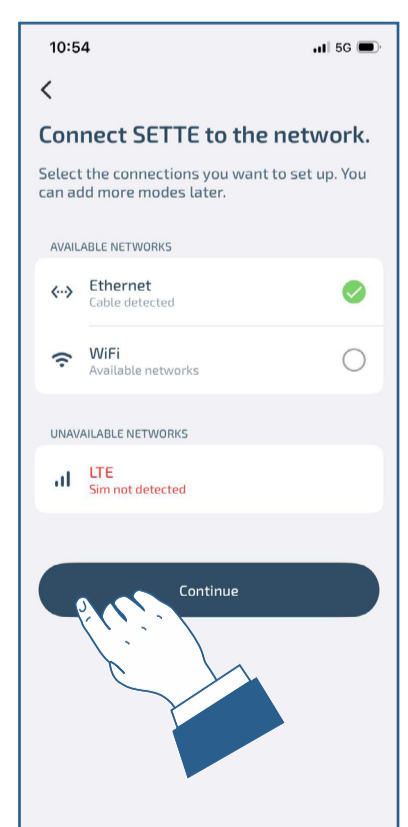 10:54 5G
Connect SETTE to the network.
Select the connections you want to set up. You
can add more modes later.
AVAILABLE NETWORKS
Ethernet
Cable detected
WiFi
Available networks
UNAVAILABLE NETWORKS
LTE
Sim not detected
Continue